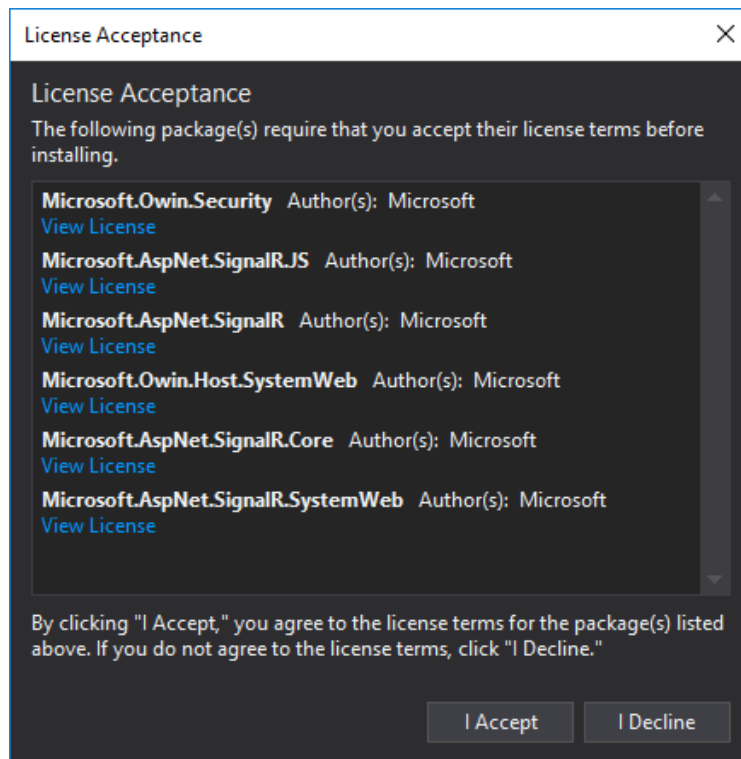 License Acceptance
License Acceptance
The following package(s) require that you accept their license terms before
installing.
Microsoft.Owin.Security Author(s): Microsoft
View License
Microsoft.AspNet.SignalR.JS Author(s): Microsoft
View License
Microsoft.AspNet.SignalR Author(s): Microsoft
View License
Microsoft.Owin.Host.SystemWeb Author(s): Microsoft
View License
Microsoft.AspNet.SignalR.Core Author(s): Microsoft
View License
Microsoft.AspNet.SignalR.SystemWeb Author(s): Microsoft
View License
By clicking "I Accept," you agree to the license terms for the package(s) listed
above. If you do not agree to the license terms, click "I Decline."
I Accept I Decline